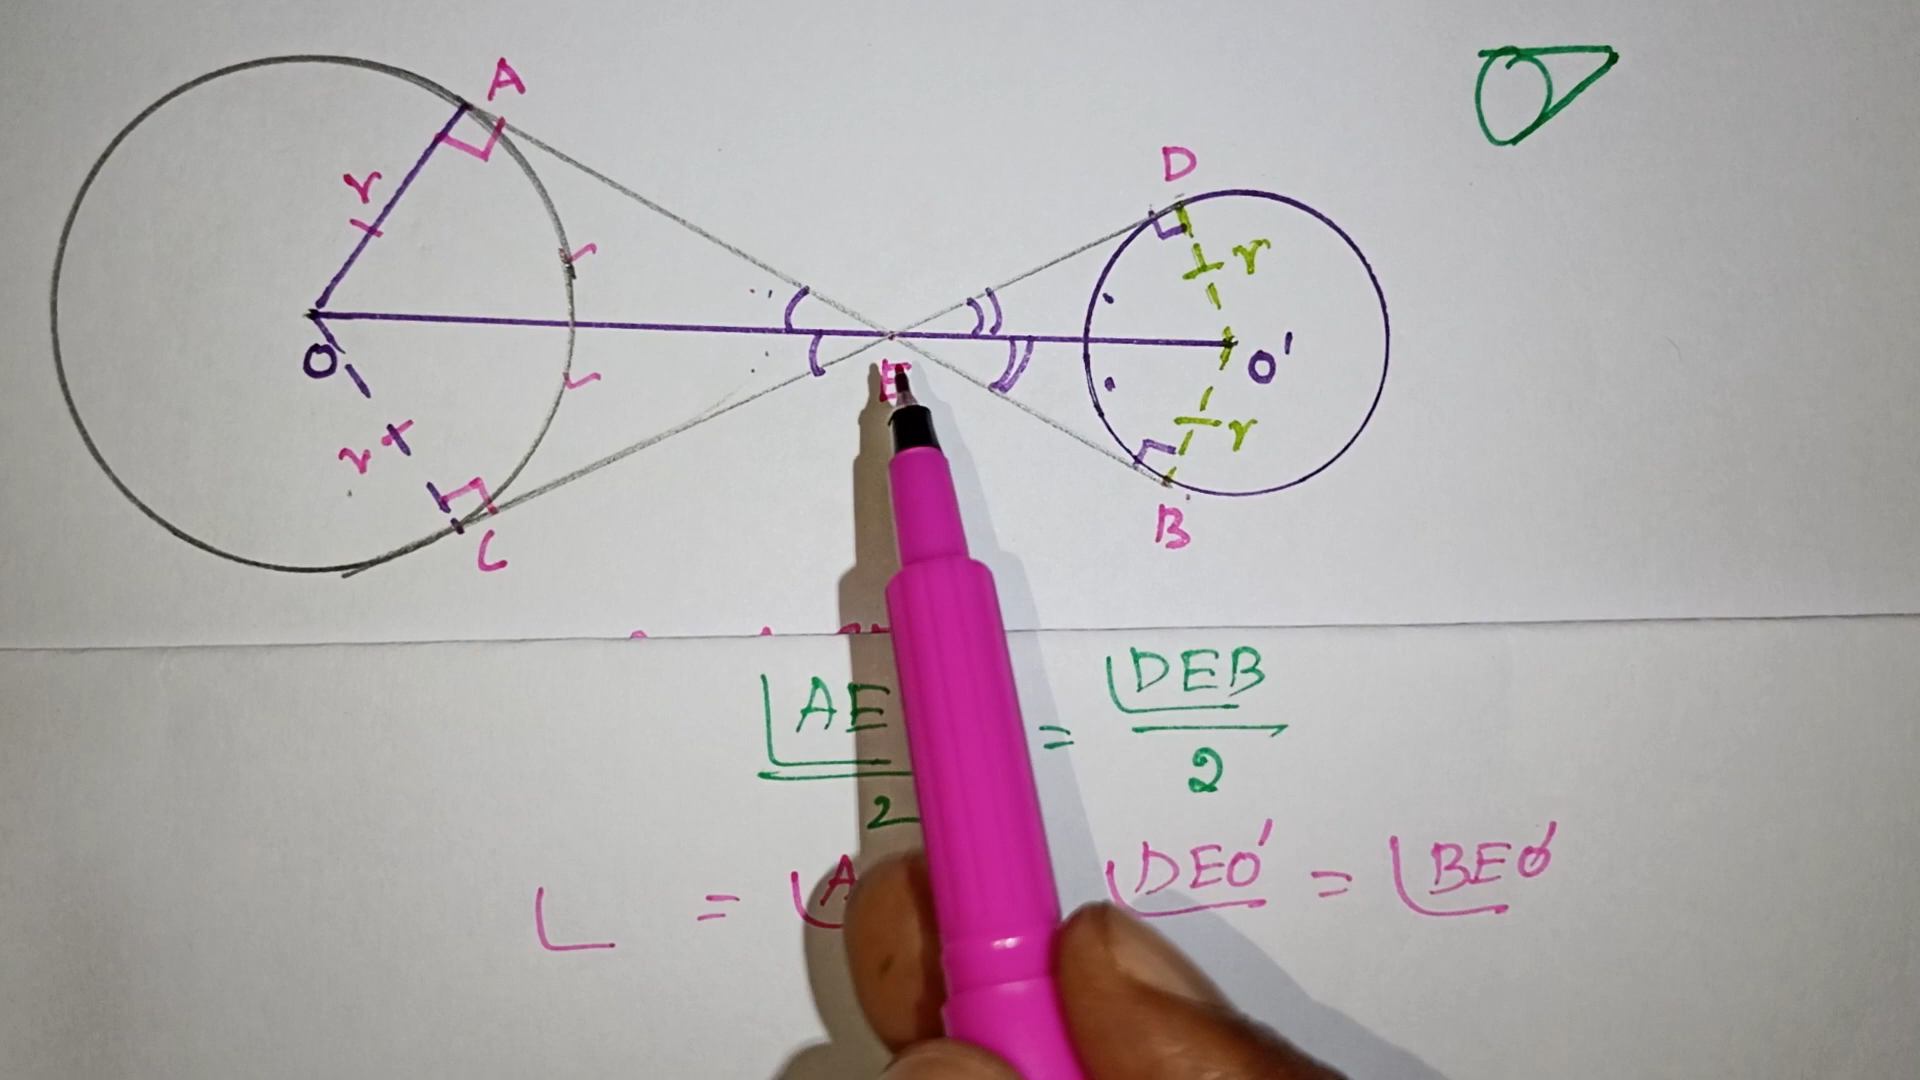 A
D
r
r
O
E
O'
r
r
C
B
∠AE = ∠DEB
2 2
∠ = ∠A ∠DEO' = ∠BEO'